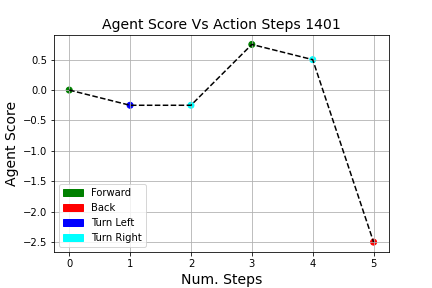 Agent Score Vs Action Steps 1401
Agent Score
0.5
0.0
−0.5
−1.0
−1.5
−2.0
−2.5
Forward
Back
Turn Left
Turn Right
0 1 2 3 4 5
Num. Steps